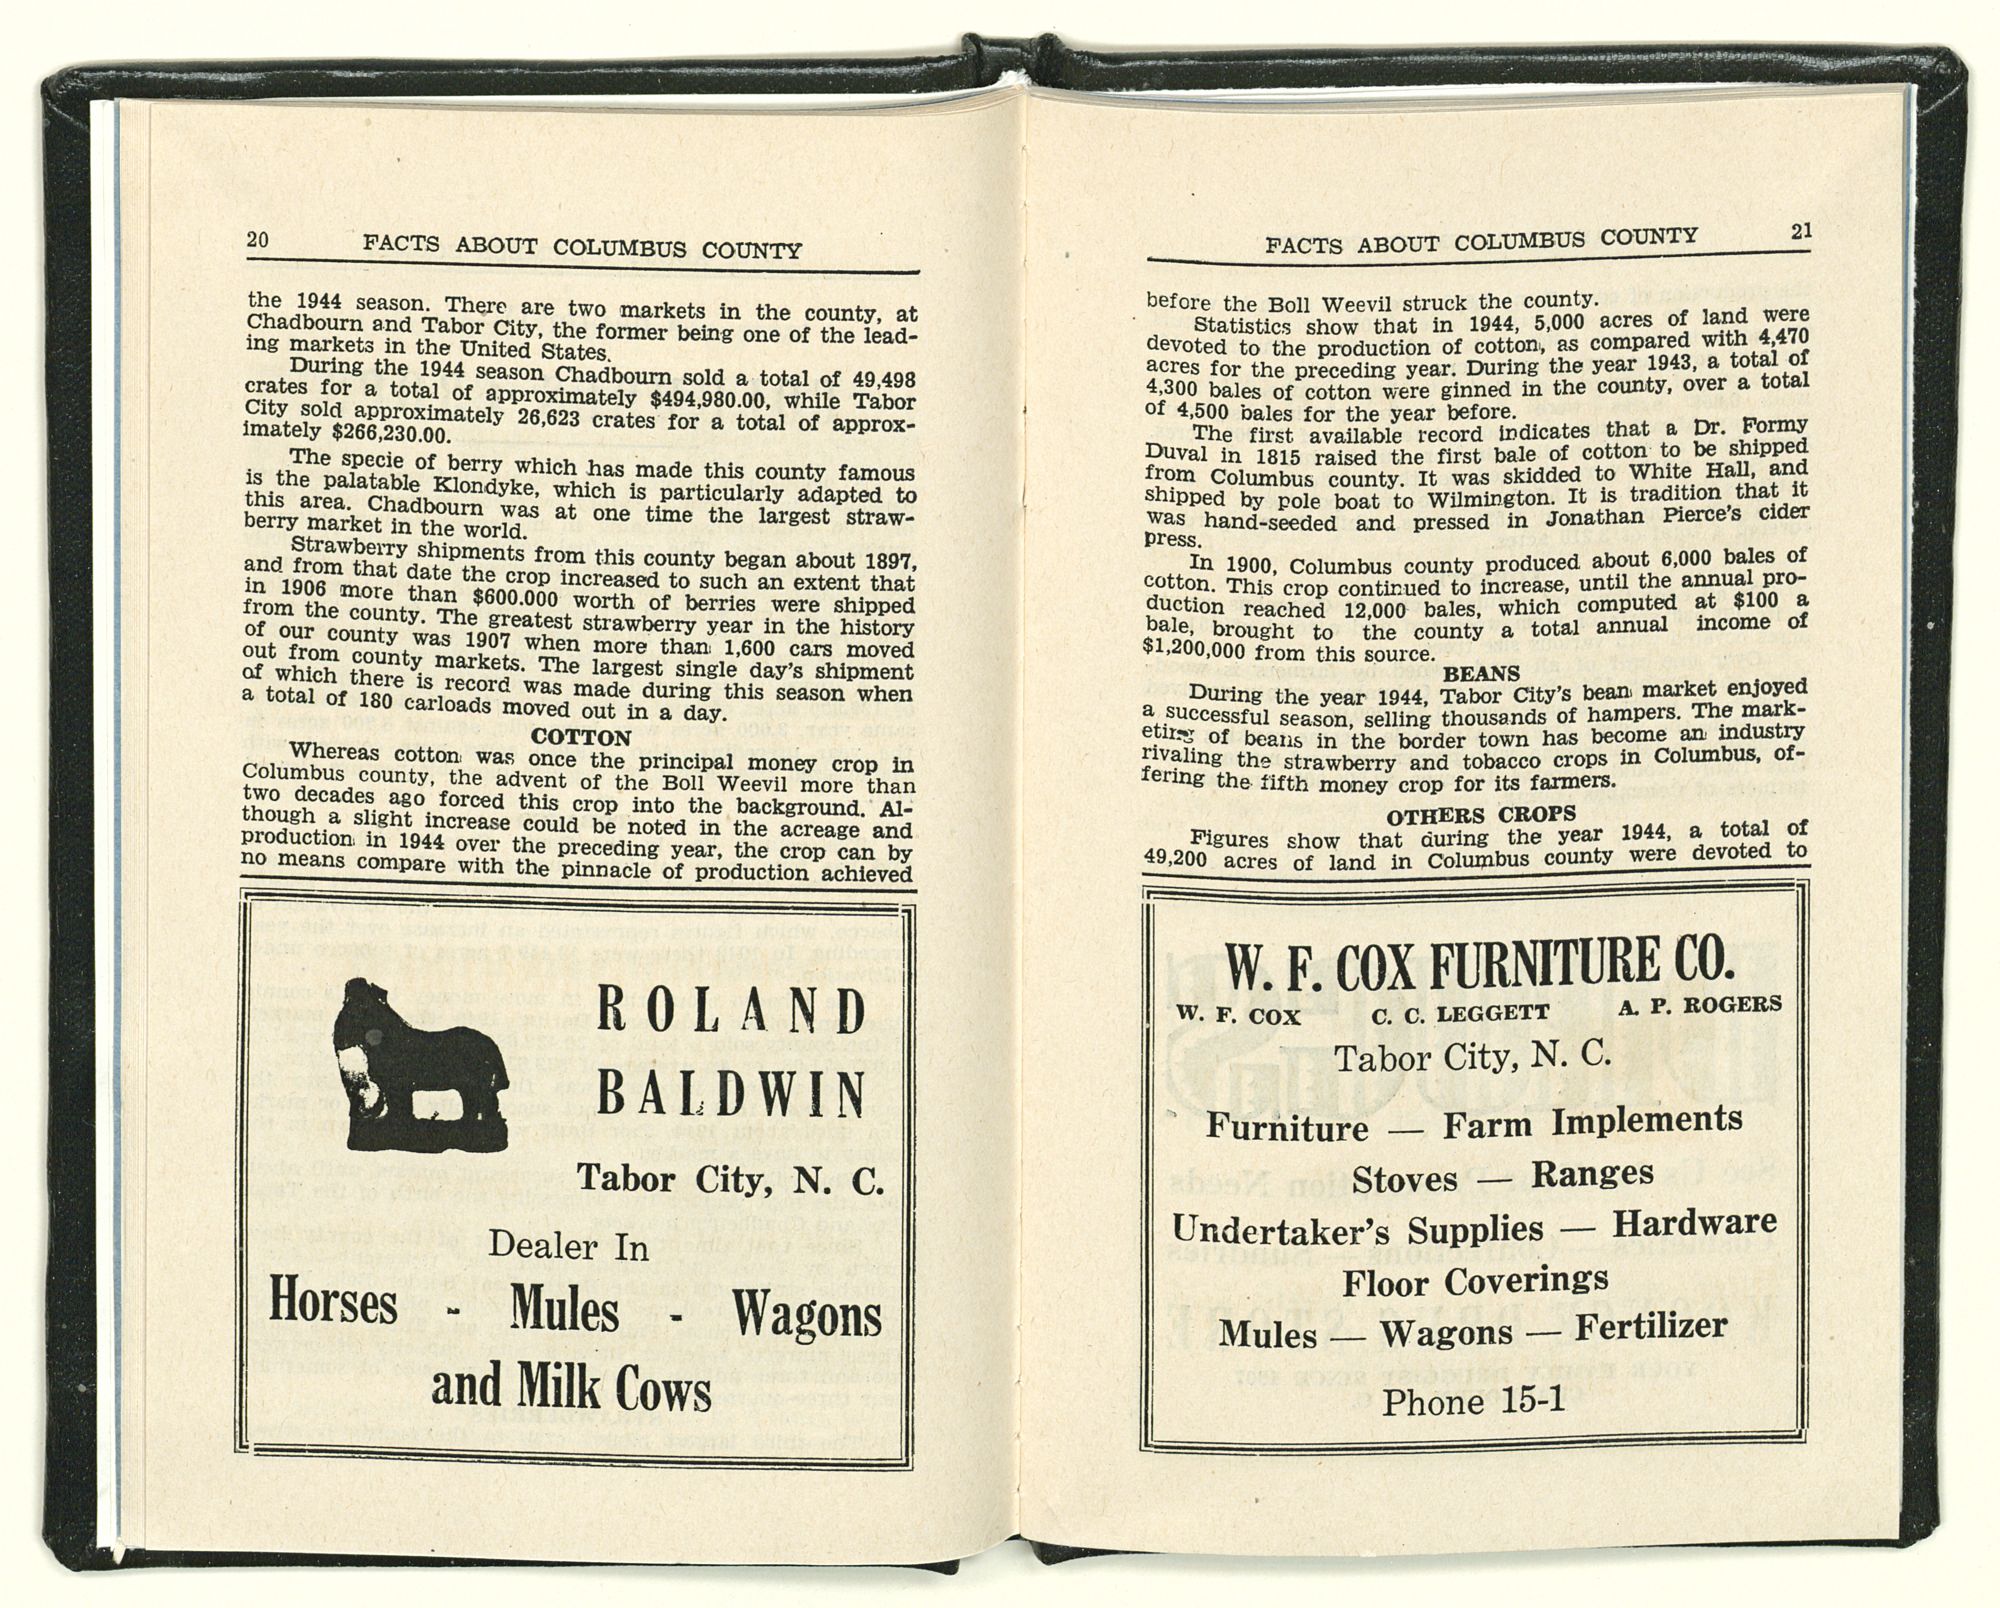 20 FACTS ABOUT COLUMBUS COUNTY
the 1944 season. There are two markets in the county, at
Chadbourn and Tabor City, the former being one of the lead-
ing markets in the United States.
During the 1944 season Chadbourn sold a total of 49,498
crates for a total of approximately $494,980.00, while Tabor
City sold approximately 26,623 crates for a total of approx-
imately $266,230.00.
The specie of berry which has made this county famous
is the palatable Klondyke, which is particularly adapted to
this area. Chadbourn was at one time the largest straw-
berry market in the world.
Strawberry shipments from this county began about 1897,
and from that date the crop increased to such an extent that
in 1906 more than $600.000 worth of berries were shipped
from the county. The greatest strawberry year in the history
of our county was 1907 when more than 1,600 cars moved
out from county markets. The largest single day's shipment
of which there is record was made during this season when
a total of 180 carloads moved out in a day.
COTTON
Whereas cotton was once the principal money crop in
Columbus county, the advent of the Boll Weevil more than
two decades ago forced this crop into the background. Al-
though a slight increase could be noted in the acreage and
production in 1944 over the preceding year, the crop can by
no means compare with the pinnacle of production achieved
ROLAND
BALDWIN
Tabor City, N. C.
Dealer In
Horses - Mules - Wagons
and Milk Cows
FACTS ABOUT COLUMBUS COUNTY 21
before the Boll Weevil struck the county.
Statistics show that in 1944, 5,000 acres of land were
devoted to the production of cotton, as compared with 4,470
acres for the preceding year. During the year 1943, a total of
4,300 bales of cotton were ginned in the county, over a total
of 4,500 bales for the year before.
The first available record indicates that a Dr. Formy
Duval in 1815 raised the first bale of cotton to be shipped
from Columbus county. It was skidded to White Hall, and
shipped by pole boat to Wilmington. It is tradition that it
was hand-seeded and pressed in Jonathan Pierce's cider
press.
In 1900, Columbus county produced about 6,000 bales of
cotton. This crop continued to increase, until the annual pro-
duction reached 12,000 bales, which computed at $100 a
bale, brought to the county a total annual income of
$1,200,000 from this source.
BEANS
During the year 1944, Tabor City's bean market enjoyed
a successful season, selling thousands of hampers. The mark-
eting of beans in the border town has become an industry
rivaling the strawberry and tobacco crops in Columbus, of-
fering the fifth money crop for its farmers.
OTHERS CROPS
Figures show that during the year 1944, a total of
49,200 acres of land in Columbus county were devoted to
W. F. COX FURNITURE CO.
W. F. COX C. C. LEGGETT A. P. ROGERS
Tabor City, N. C.
Furniture — Farm Implements
Stoves — Ranges
Undertaker's Supplies — Hardware
Floor Coverings
Mules — Wagons — Fertilizer
Phone 15-1